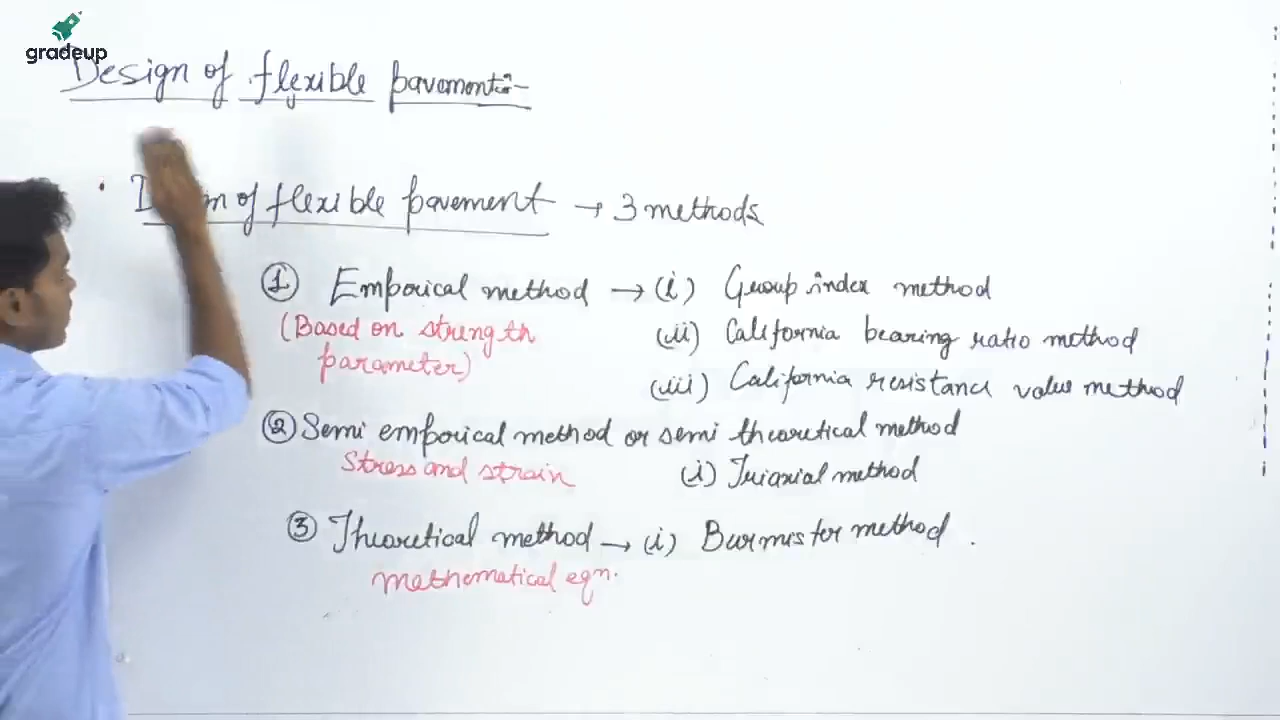 gradeup
Design of flexible pavement:-
• of flexible pavement → 3 methods
① Emporical method → (i) Group index method
(Based on strength
parameter)
(ii) California bearing ratio method
(iii) California resistance value method
② Semi emporical method or semi theoretical method
Stress and strain
(i) Triaxial method
③ Theoretical method → (i) Burmister method.
mathematical eqn.